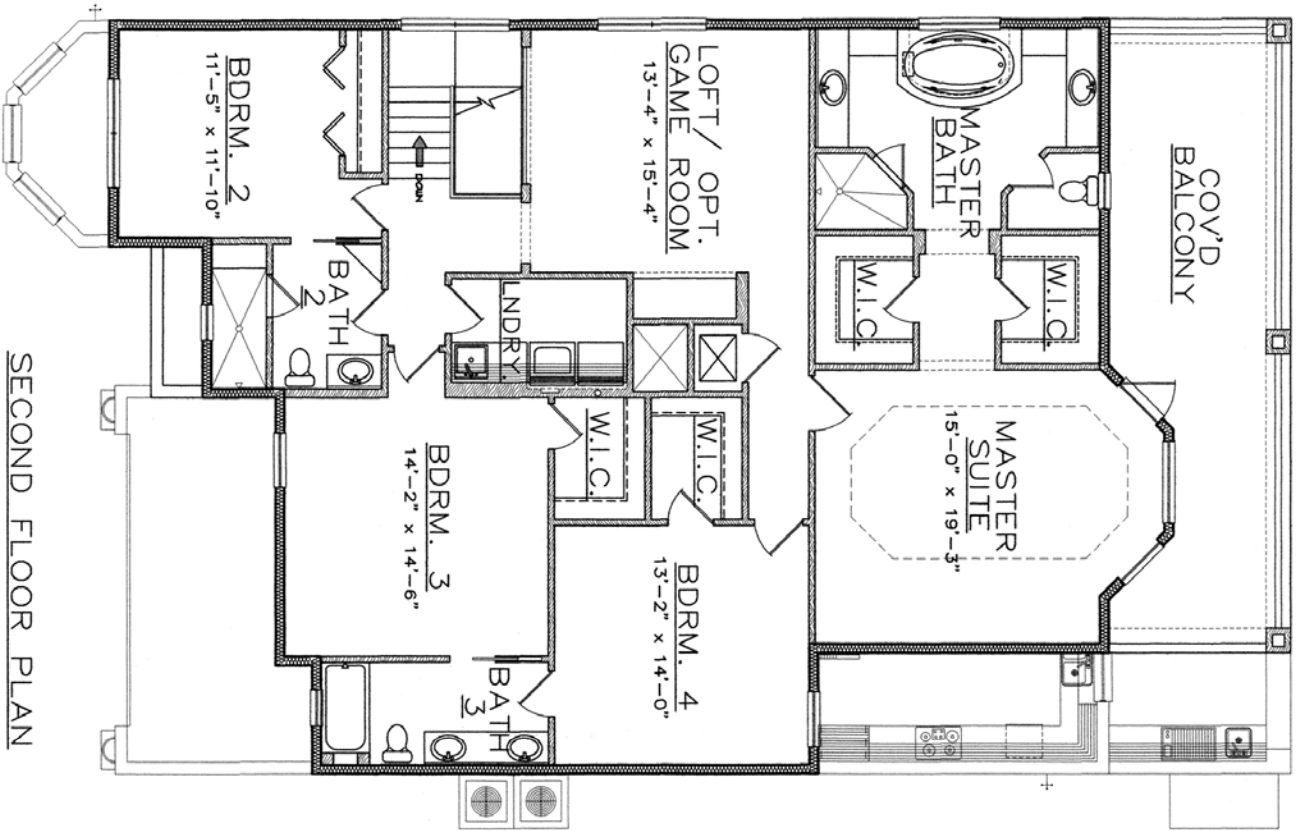 COV'D
BALCONY
MASTER
BATH
W.I.C.
W.I.C.
MASTER
SUITE
15'-0" x 19'-3"
LOFT/ OPT.
GAME ROOM
13'-4" x 15'-4"
DOWN
LNDRY.
W.I.C.
W.I.C.
BDRM. 4
13'-2" x 14'-0"
BDRM. 2
11'-5" x 11'-10"
BATH
2
BDRM. 3
14'-2" x 14'-6"
BATH
3
SECOND FLOOR PLAN